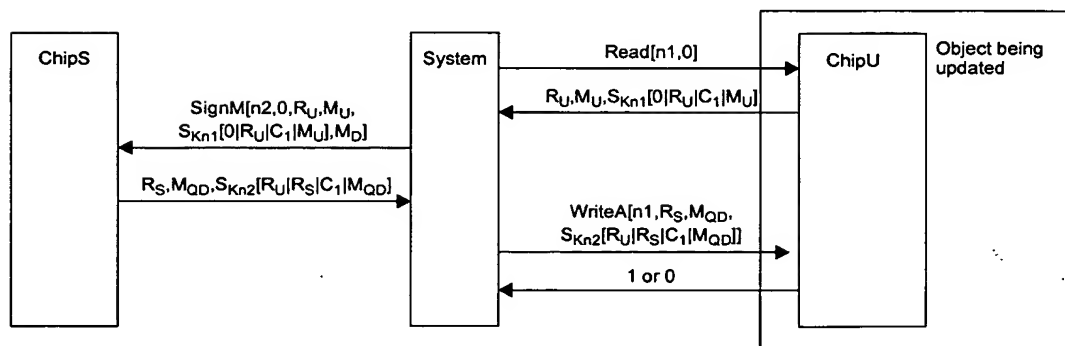 ChipS
System
ChipU
Object being
updated
Read[n1,0]
R_U,M_U,S_Kn1[0|R_U|C_1|M_U]
SignM[n2,0,R_U,M_U,
S_Kn1[0|R_U|C_1|M_U],M_D]
R_S,M_QD,S_Kn2[R_U|R_S|C_1|M_QD]
WriteA[n1,R_S,M_QD,
S_Kn2[R_U|R_S|C_1|M_QD]]
1 or 0